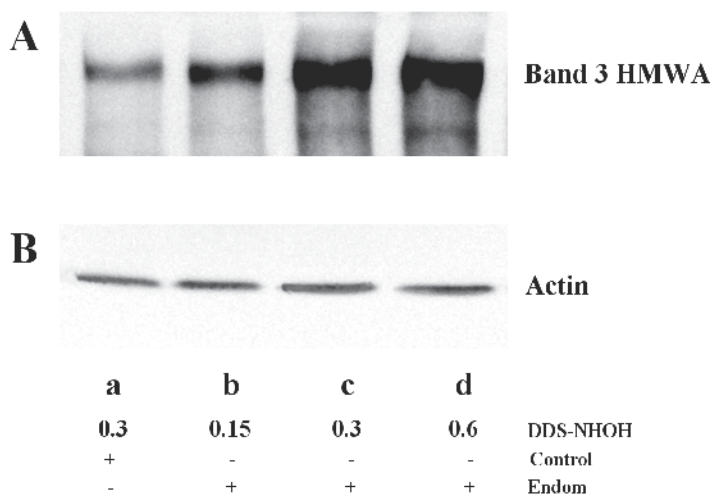 A
Band 3 HMWA
B
Actin
a b c d
0.3 0.15 0.3 0.6 DDS-NHOH
+ - - - Control
- + + + Endom